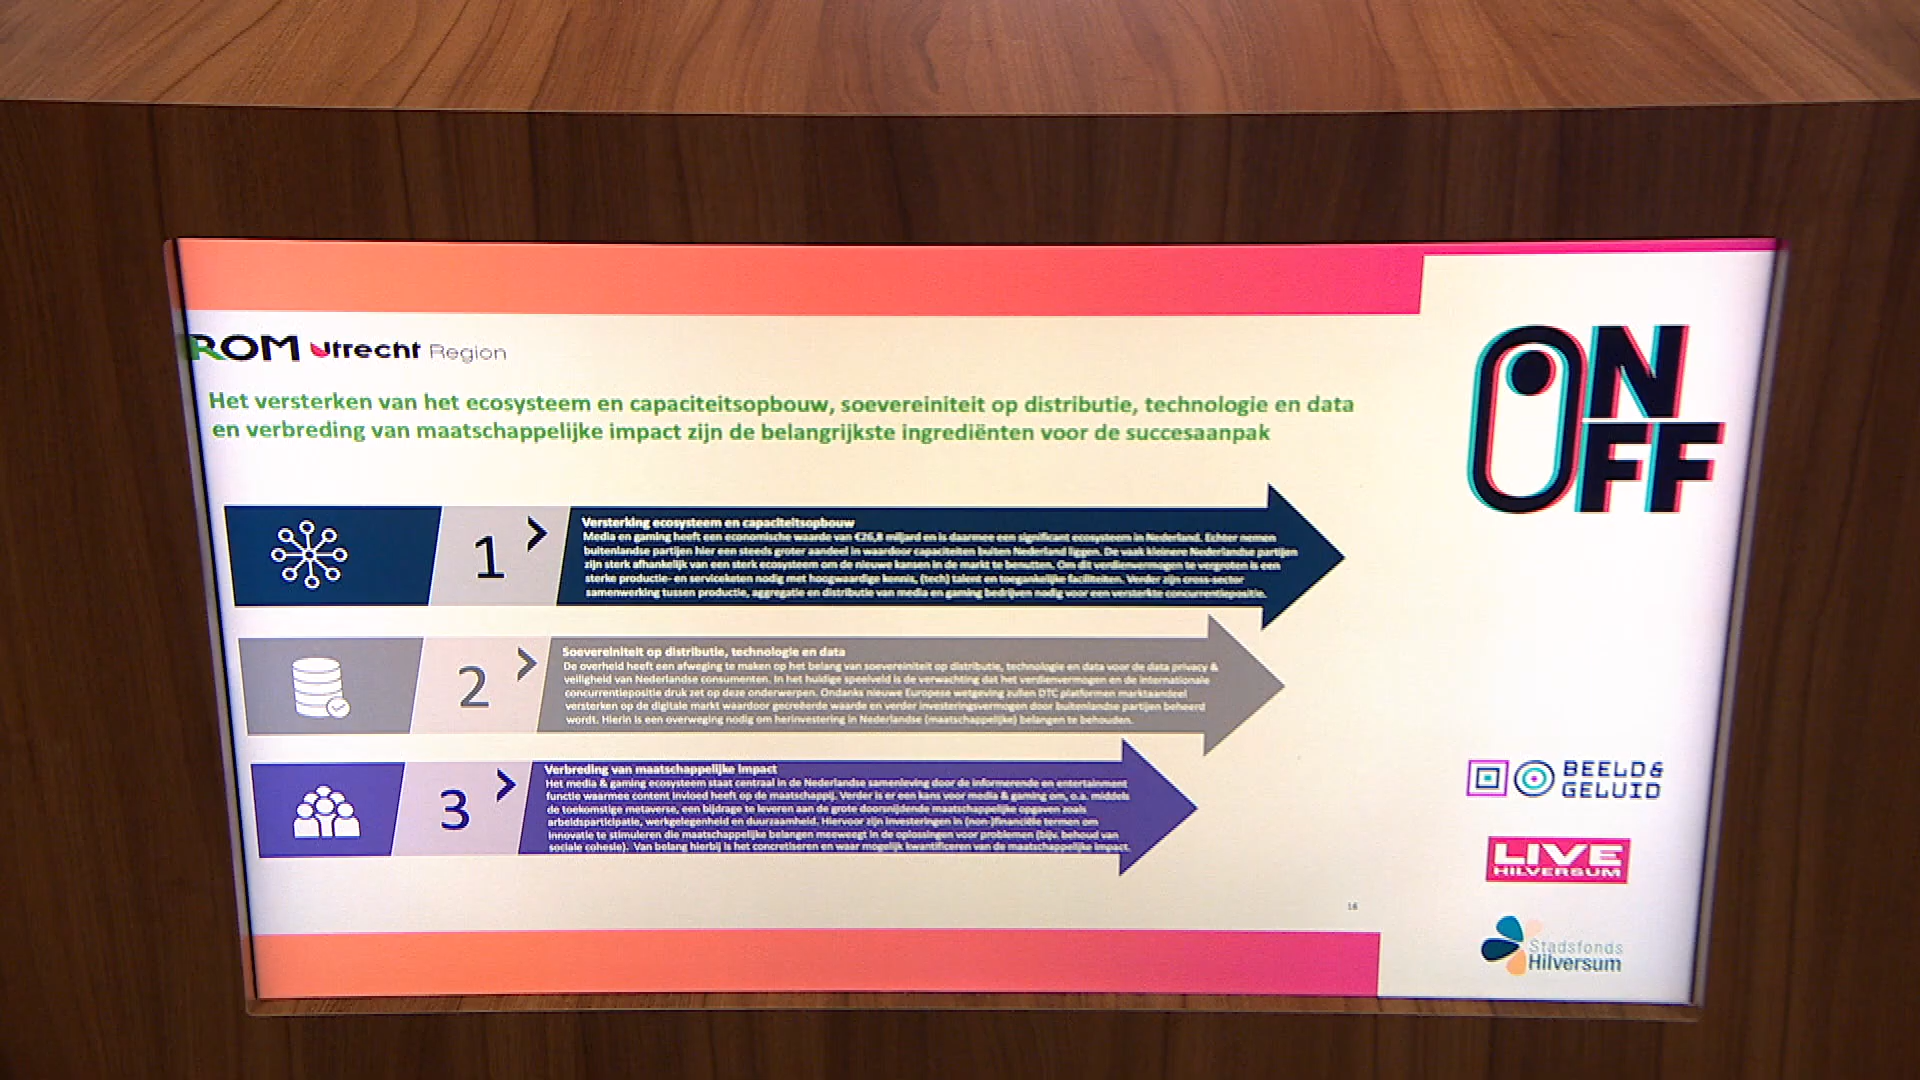 ROM Utrecht Region
ON
OFF
Het versterken van het ecosysteem en capaciteitsopbouw, soevereiniteit op distributie, technologie en data
en verbreding van maatschappelijke impact zijn de belangrijkste ingrediënten voor de succesaanpak
1
Versterking ecosysteem en capaciteitsopbouw
Media en gaming heeft een economische waarde van €26,8 miljard en is daarmee een significant ecosysteem in Nederland. Echter nemen
buitenlandse partijen hier een steeds groter aandeel in waardoor capaciteiten buiten Nederland liggen. De vaak kleinere Nederlandse partijen
zijn sterk afhankelijk van een sterk ecosysteem om de nieuwe kansen in de markt te benutten. Om dit verdienvermogen te vergroten is een
sterke productie- en serviceketen nodig met hoogwaardige kennis, (tech) talent en toegankelijke faciliteiten. Verder zijn cross-sector
samenwerking tussen productie, aggregatie en distributie van media en gaming bedrijven nodig voor een versterkte concurrentiepositie.
2
Soevereiniteit op distributie, technologie en data
De overheid heeft een afweging te maken op het belang van soevereiniteit op distributie, technologie en data voor de data privacy &
veiligheid van Nederlandse consumenten. In het huidige speelveld is de verwachting dat het verdienvermogen en de internationale
concurrentiepositie druk zet op deze onderwerpen. Ondanks nieuwe Europese wetgeving zullen DTC platformen marktaandeel
versterken op de digitale markt waardoor gecreëerde waarde en verder investeringsvermogen door buitenlandse partijen beheerd
wordt. Hierin is een overweging nodig om herinvestering in Nederlandse (maatschappelijke) belangen te behouden.
3
Verbreding van maatschappelijke impact
Het media & gaming ecosysteem staat centraal in de Nederlandse samenleving door de informerende en entertainment
functie waarmee content invloed heeft op de maatschappij. Verder is er een kans voor media & gaming om, o.a. middels
de toekomstige metaverse, een bijdrage te leveren aan de grote doorsnijdende maatschappelijke opgaven zoals
arbeidsparticipatie, werkgelegenheid en duurzaamheid. Hiervoor zijn investeringen in (non-)financiële termen om
innovatie te stimuleren die maatschappelijke belangen meeweegt in de oplossingen voor problemen (bijv. behoud van
sociale cohesie). Van belang hierbij is het concretiseren en waar mogelijk kwantificeren van de maatschappelijke impact.
16
BEELD &
GELUID
LIVE
HILVERSUM
Stadsfonds
Hilversum